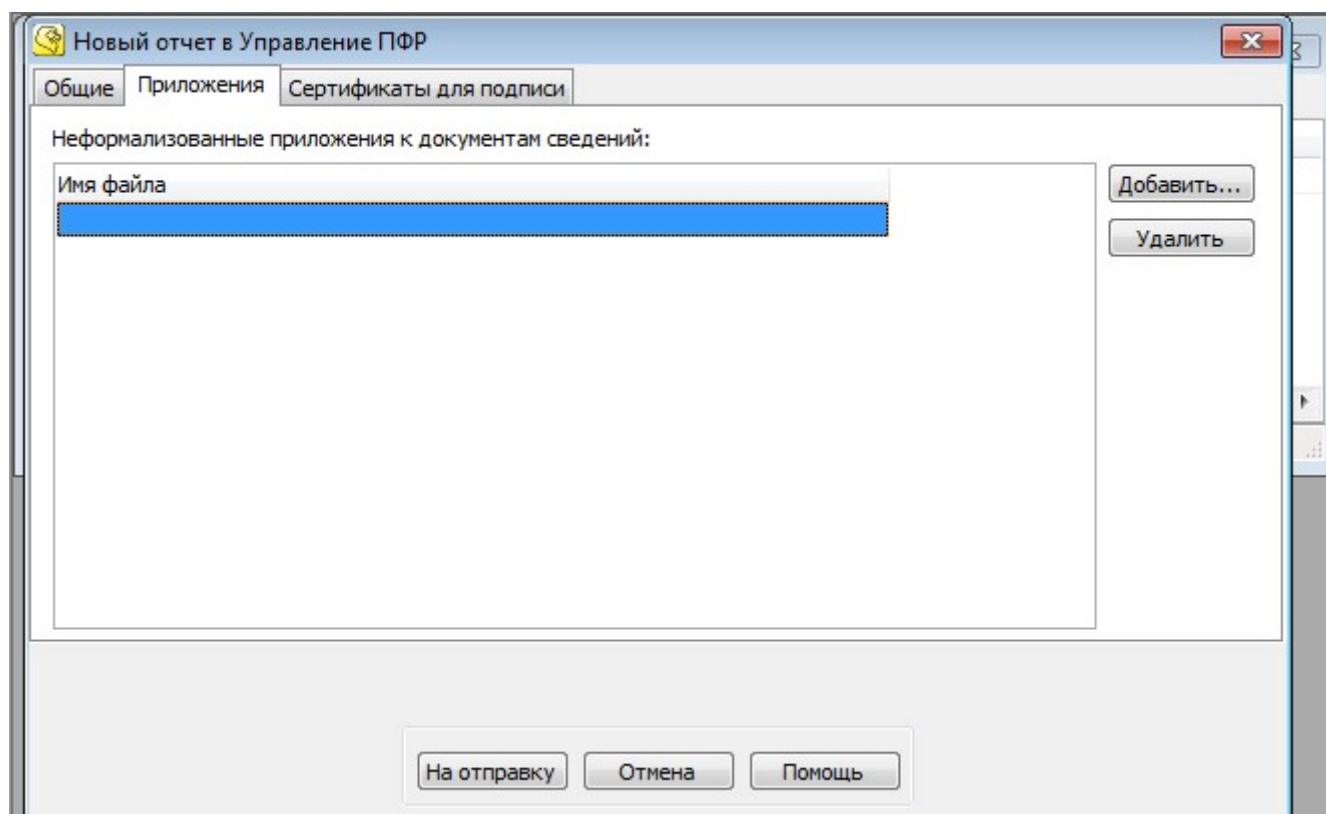 Новый отчет в Управление ПФР
Общие Приложения Сертификаты для подписи
Неформализованные приложения к документам сведений:
Имя файла
Добавить...
Удалить
На отправку Отмена Помощь